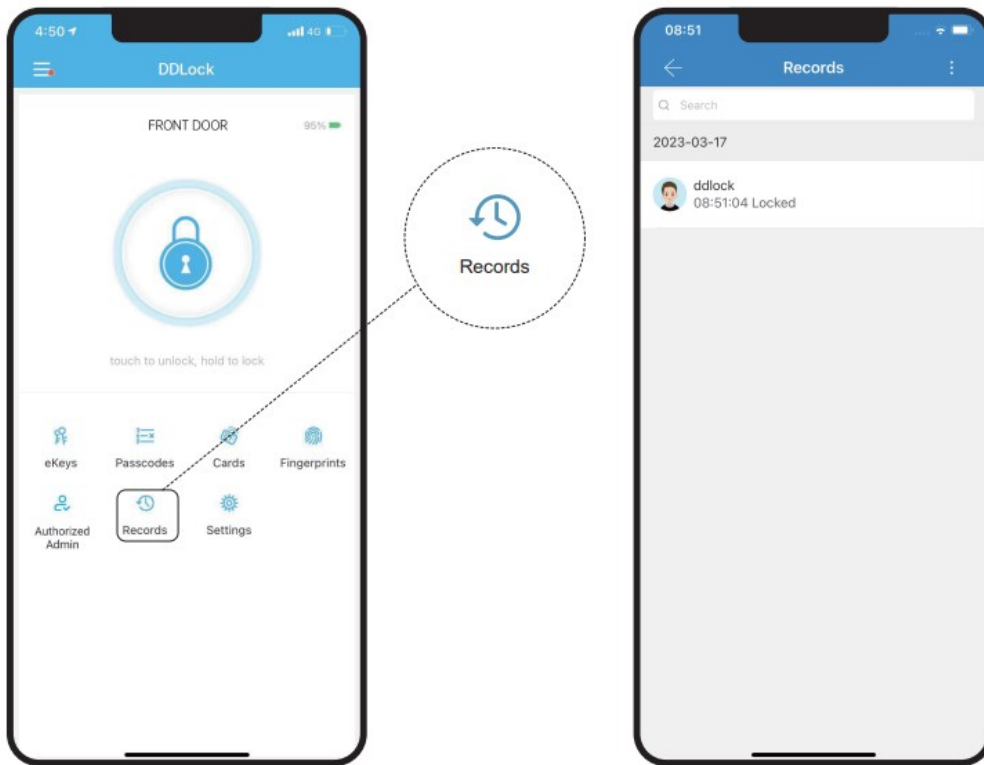 4:50
4G
DDLock
FRONT DOOR
95%
touch to unlock, hold to lock
eKeys
Passcodes
Cards
Fingerprints
Authorized
Admin
Records
Settings
Records
08:51
Records
Search
2023-03-17
ddlock
08:51:04 Locked